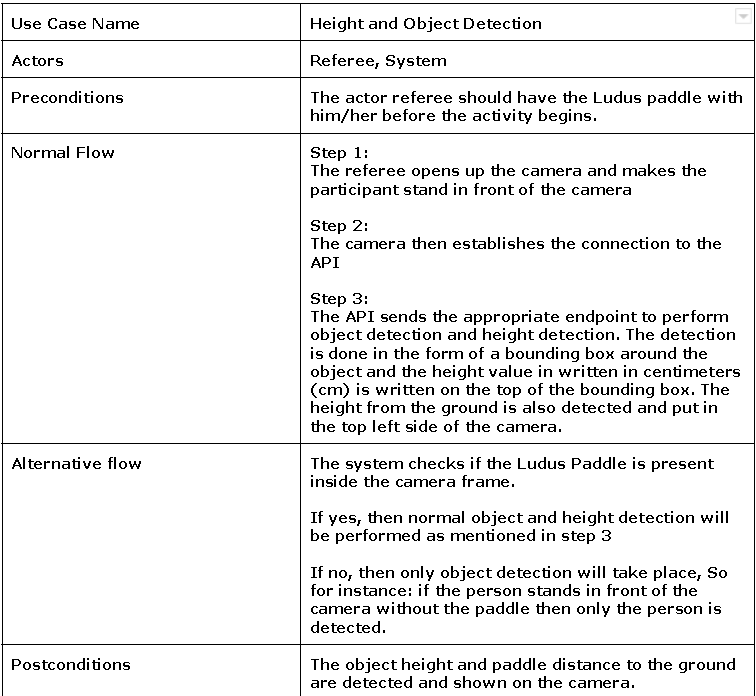 Use Case Name
Height and Object Detection
Actors
Referee, System
Preconditions
The actor referee should have the Ludus paddle with
him/her before the activity begins.
Normal Flow
Step 1:
The referee opens up the camera and makes the
participant stand in front of the camera
Step 2:
The camera then establishes the connection to the
API
Step 3:
The API sends the appropriate endpoint to perform
object detection and height detection. The detection
is done in the form of a bounding box around the
object and the height value in written in centimeters
(cm) is written on the top of the bounding box. The
height from the ground is also detected and put in
the top left side of the camera.
Alternative flow
The system checks if the Ludus Paddle is present
inside the camera frame.
If yes, then normal object and height detection will
be performed as mentioned in step 3
If no, then only object detection will take place, So
for instance: if the person stands in front of the
camera without the paddle then only the person is
detected.
Postconditions
The object height and paddle distance to the ground
are detected and shown on the camera.